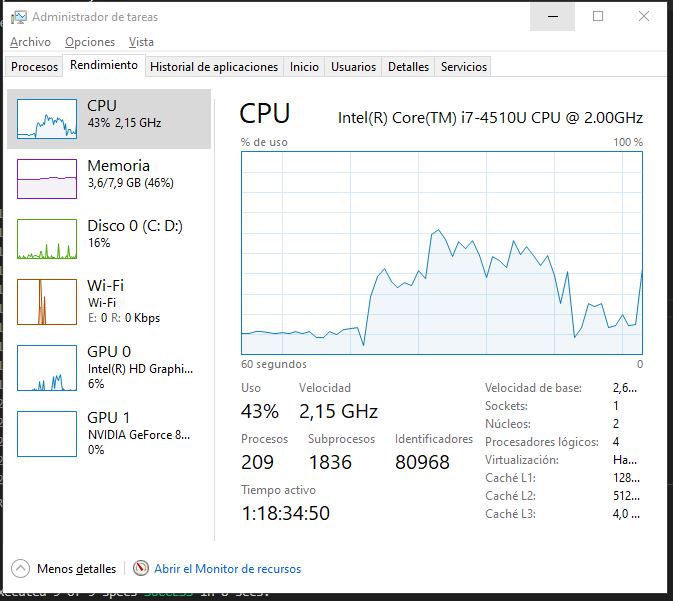 Administrador de tareas
Archivo Opciones Vista
Procesos Rendimiento Historial de aplicaciones Inicio Usuarios Detalles Servicios
CPU
43% 2,15 GHz
Memoria
3,6/7,9 GB (46%)
Disco 0 (C: D:)
16%
Wi-Fi
Wi-Fi
E: 0 R: 0 Kbps
GPU 0
Intel(R) HD Graphi...
6%
GPU 1
NVIDIA GeForce 8...
0%
CPU Intel(R) Core(TM) i7-4510U CPU @ 2.00GHz
% de uso 100 %
60 segundos 0
Uso Velocidad
43% 2,15 GHz
Procesos Subprocesos Identificadores
209 1836 80968
Tiempo activo
1:18:34:50
Velocidad de base: 2,6...
Sockets: 1
Núcleos: 2
Procesadores lógicos: 4
Virtualización: Ha...
Caché L1: 128...
Caché L2: 512...
Caché L3: 4,0 ...
Menos detalles Abrir el Monitor de recursos